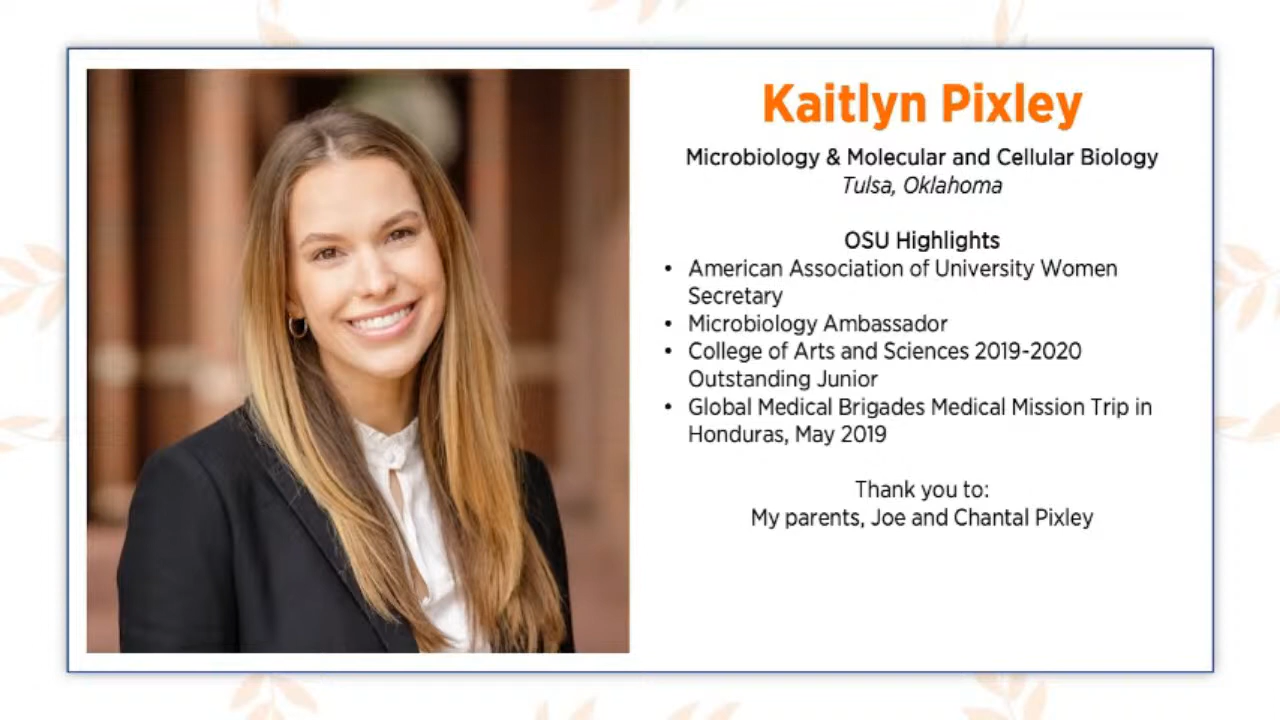 Kaitlyn Pixley
Microbiology & Molecular and Cellular Biology
Tulsa, Oklahoma
OSU Highlights
• American Association of University Women
Secretary
• Microbiology Ambassador
• College of Arts and Sciences 2019-2020
Outstanding Junior
• Global Medical Brigades Medical Mission Trip in
Honduras, May 2019
Thank you to:
My parents, Joe and Chantal Pixley